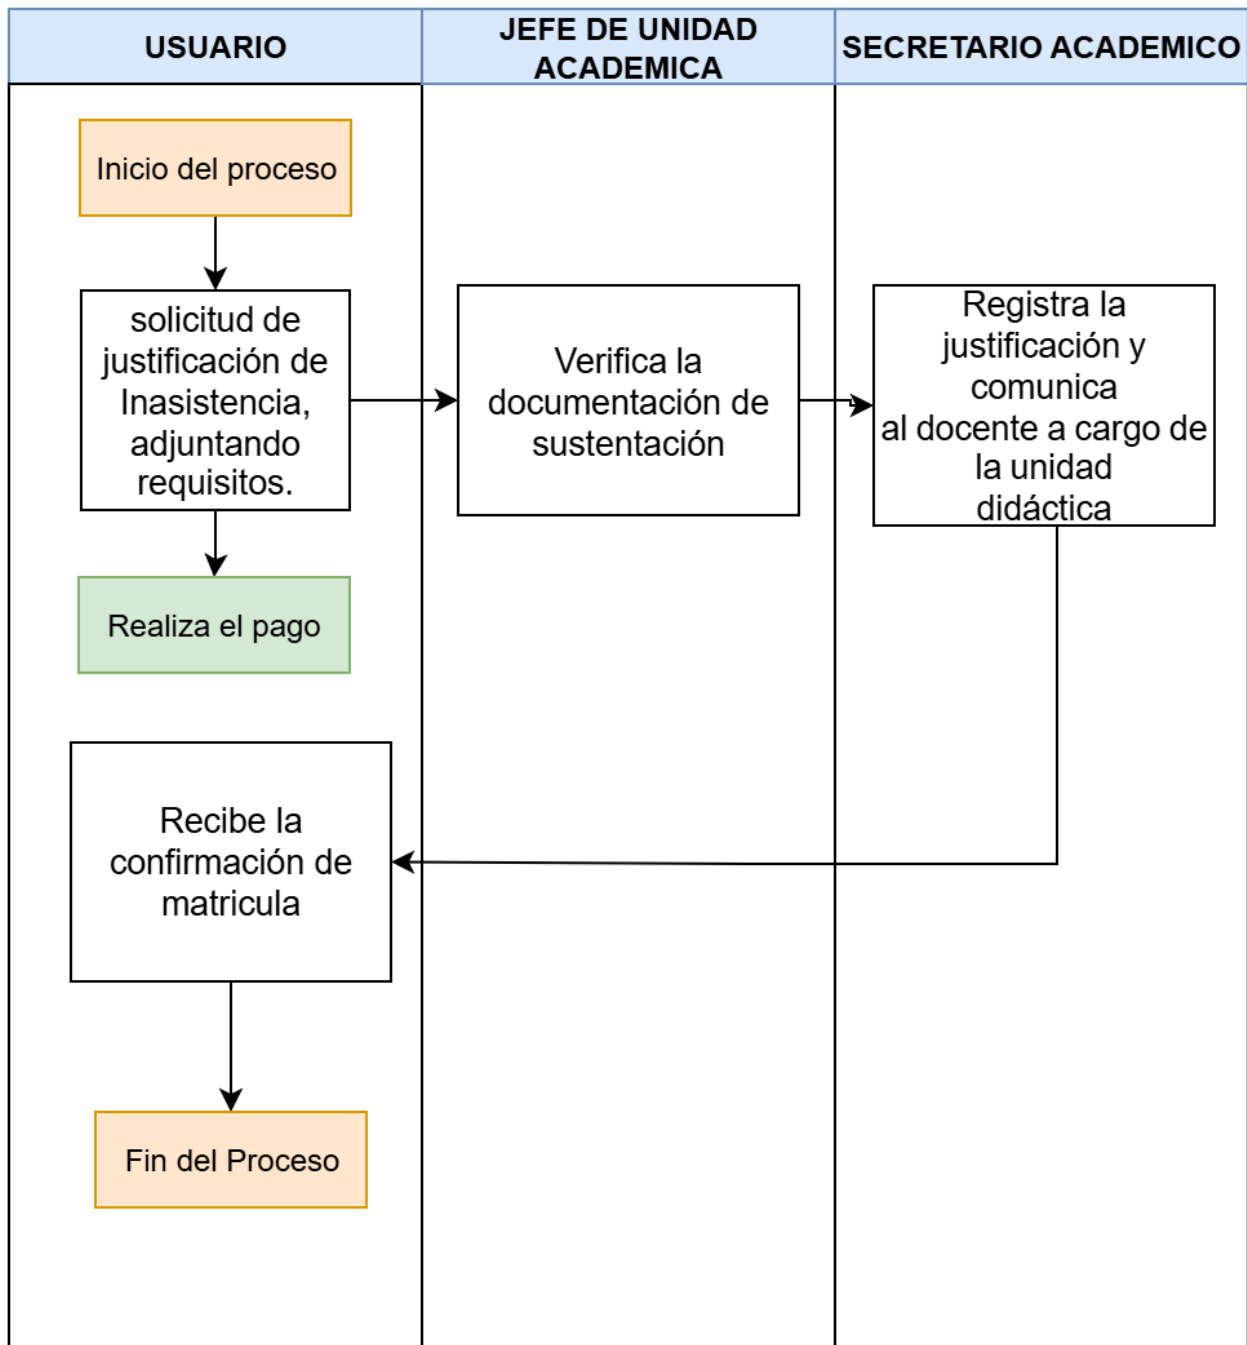 USUARIO
JEFE DE UNIDAD
ACADEMICA
SECRETARIO ACADEMICO
Inicio del proceso
solicitud de
justificación de
Inasistencia,
adjuntando
requisitos.
Verifica la
documentación de
sustentación
Registra la
justificación y
comunica
al docente a cargo de
la unidad
didáctica
Realiza el pago
Recibe la
confirmación de
matricula
Fin del Proceso